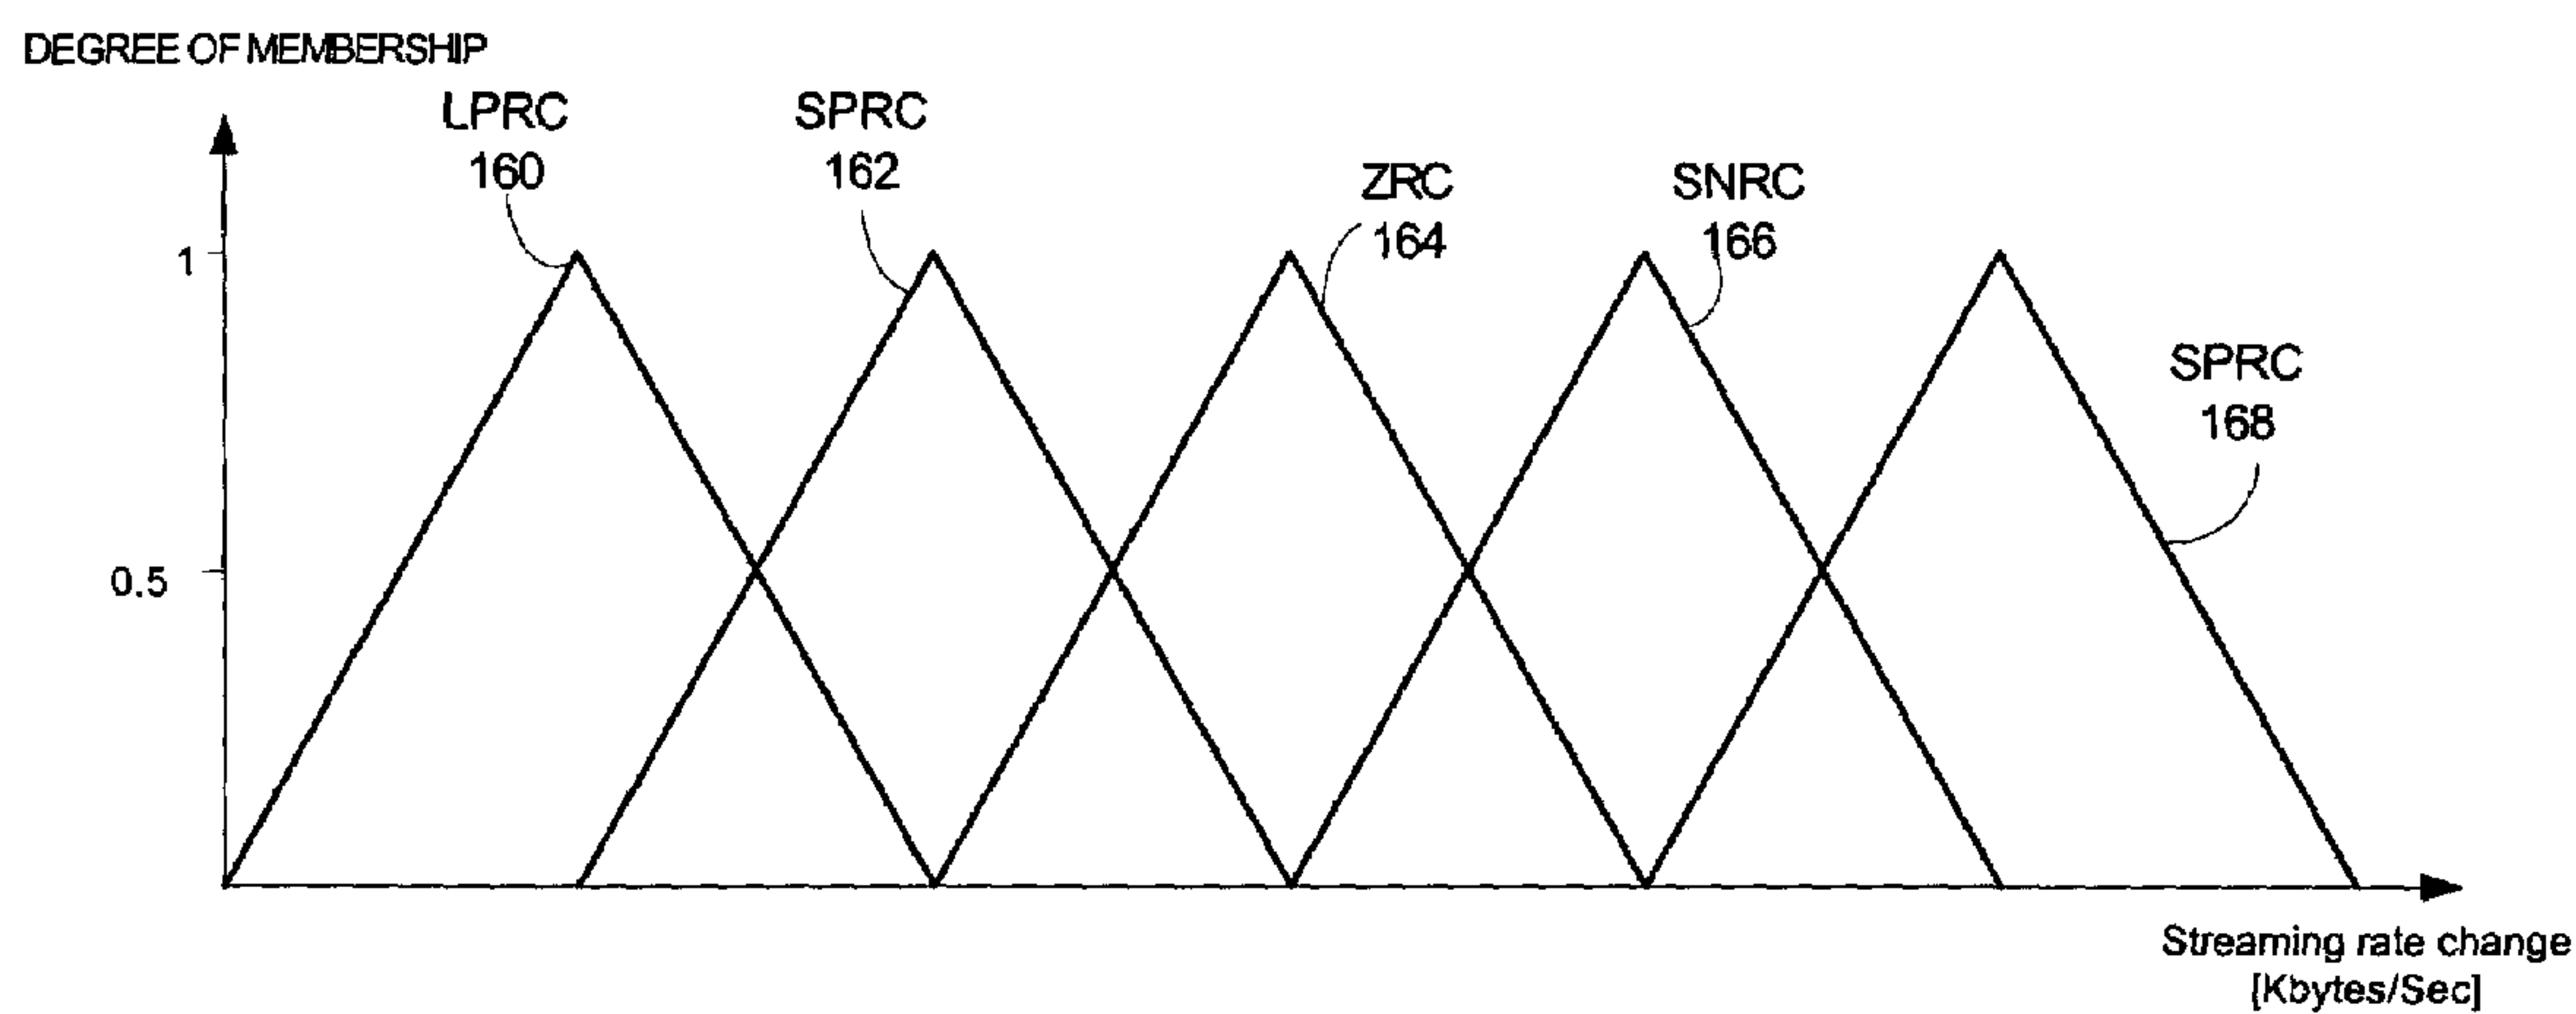 DEGREE OF MEMBERSHIP
LPRC
160
SPRC
162
ZRC
164
SNRC
166
SPRC
168
1
0.5
Streaming rate change
[Kbytes/Sec]